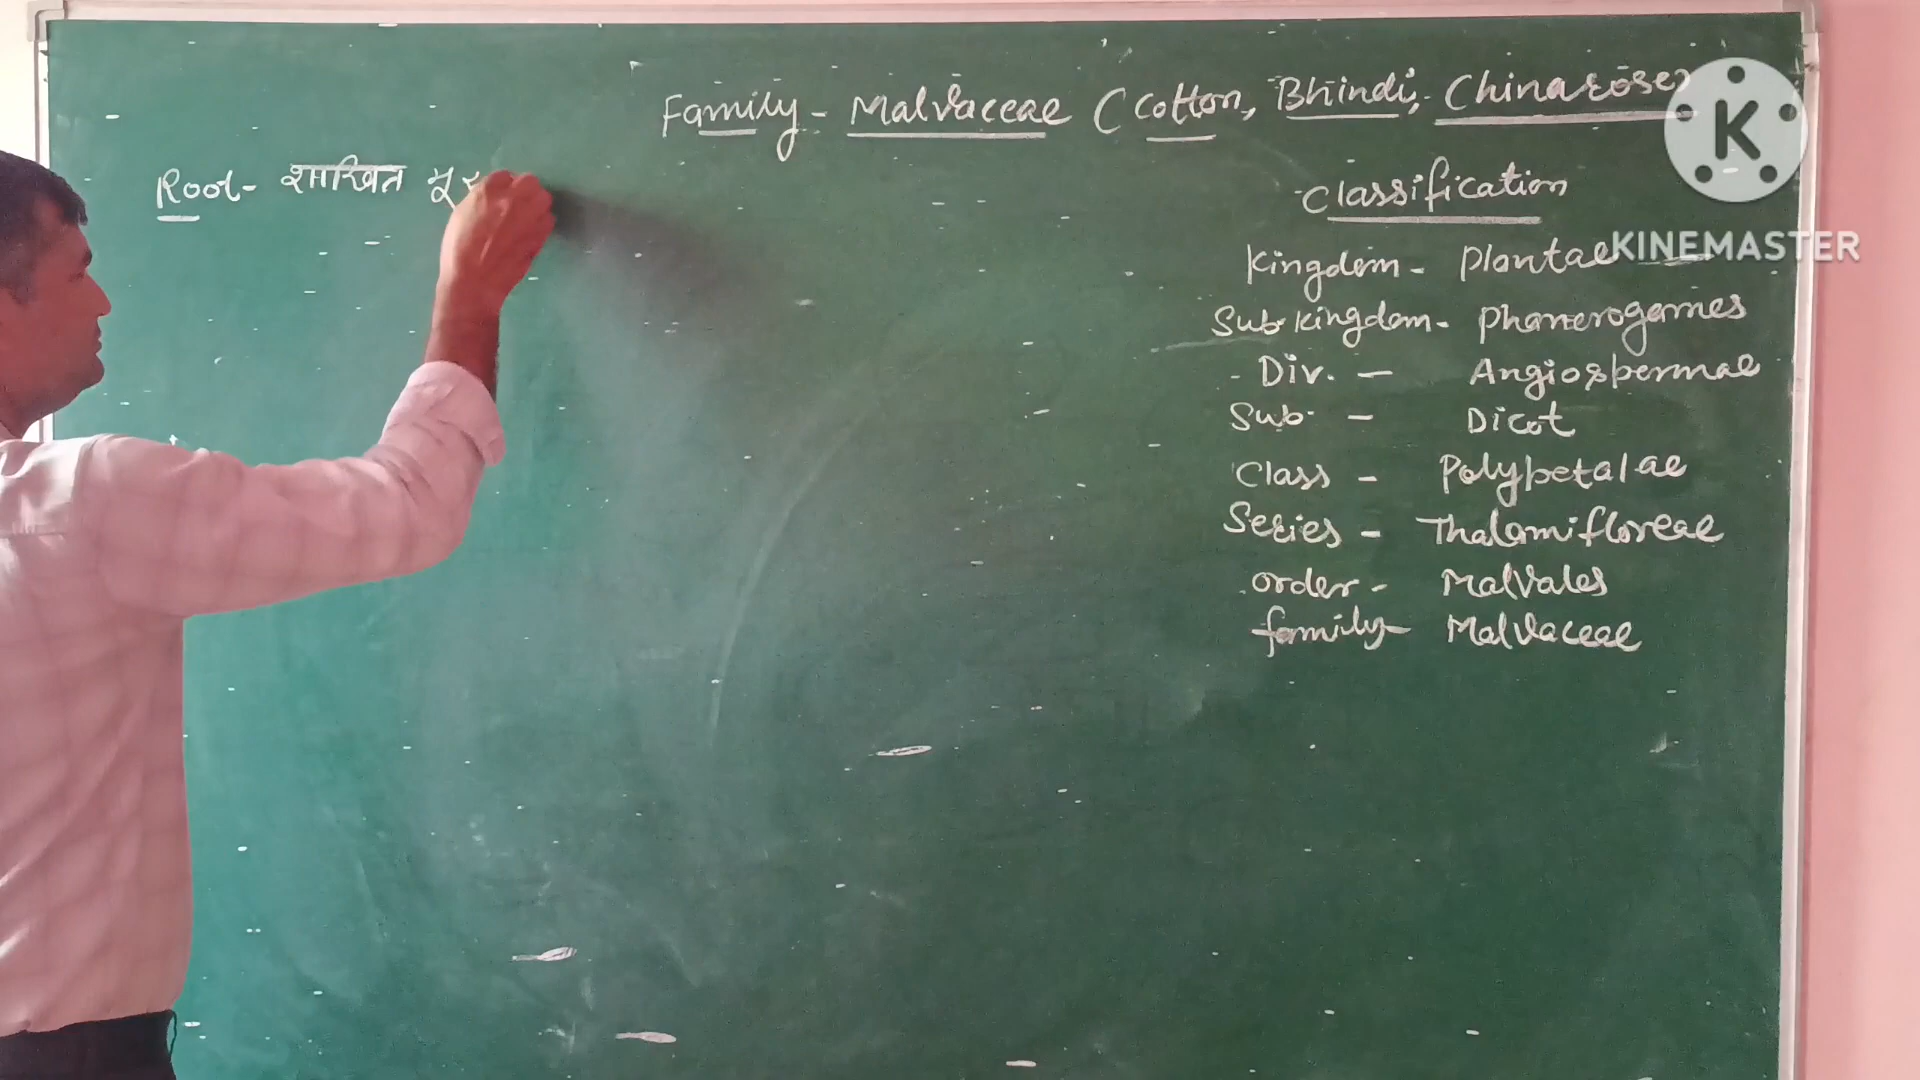 Family - Malvaceae (Cotton, Bhindi, Chinarose)
Root - शाखित
Classification
Kingdom - Plantae
Sub kingdom - Phanerogames
Div. - Angiospermae
Sub - Dicot
Class - Polypetalae
Series - Thalamifloreae
order - Malvales
family - Malvaceae
K
KINEMASTER